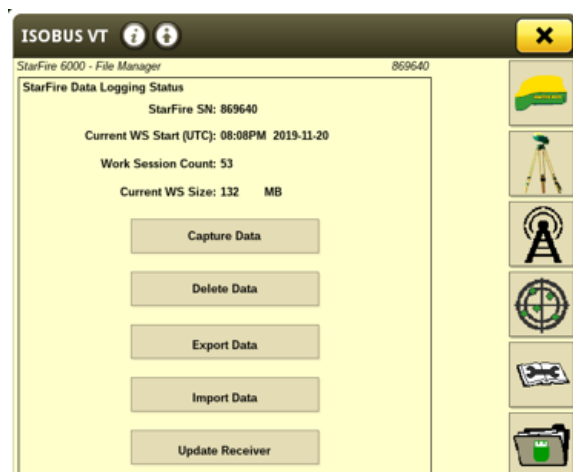 ISOBUS VT
StarFire 6000 - File Manager 869640
StarFire Data Logging Status
StarFire SN: 869640
Current WS Start (UTC): 08:08PM 2019-11-20
Work Session Count: 53
Current WS Size: 132 MB
Capture Data
Delete Data
Export Data
Import Data
Update Receiver